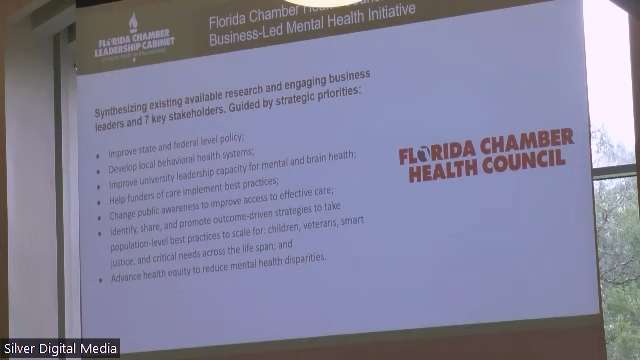 FLORIDA CHAMBER
LEADERSHIP CABINET
Florida Chamber
Business-Led Mental Health Initiative
Synthesizing existing available research and engaging business
leaders and 7 key stakeholders. Guided by strategic priorities:
• Improve state and federal level policy;
• Develop local behavioral health systems;
• Improve university leadership capacity for mental and brain health;
• Help funders of care implement best practices;
• Change public awareness to improve access to effective care;
• Identify, share, and promote outcome-driven strategies to take
population-level best practices to scale for: children, veterans, smart
justice, and critical needs across the life span; and
• Advance health equity to reduce mental health disparities.
FLORIDA CHAMBER
HEALTH COUNCIL
Silver Digital Media